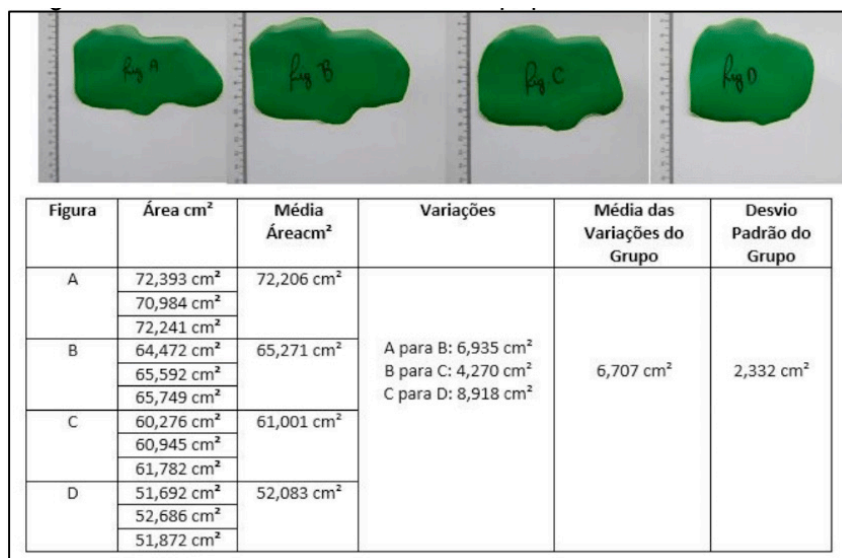 fig A
fig B
fig C
fig D
Figura Área cm² Média Áreacm² Variações Média das Variações do Grupo Desvio Padrão do Grupo
A 72,393 cm² 72,206 cm²
70,984 cm²
72,241 cm²
B 64,472 cm² 65,271 cm² A para B: 6,935 cm²
65,592 cm² B para C: 4,270 cm² 6,707 cm² 2,332 cm²
65,749 cm² C para D: 8,918 cm²
C 60,276 cm² 61,001 cm²
60,945 cm²
61,782 cm²
D 51,692 cm² 52,083 cm²
52,686 cm²
51,872 cm²